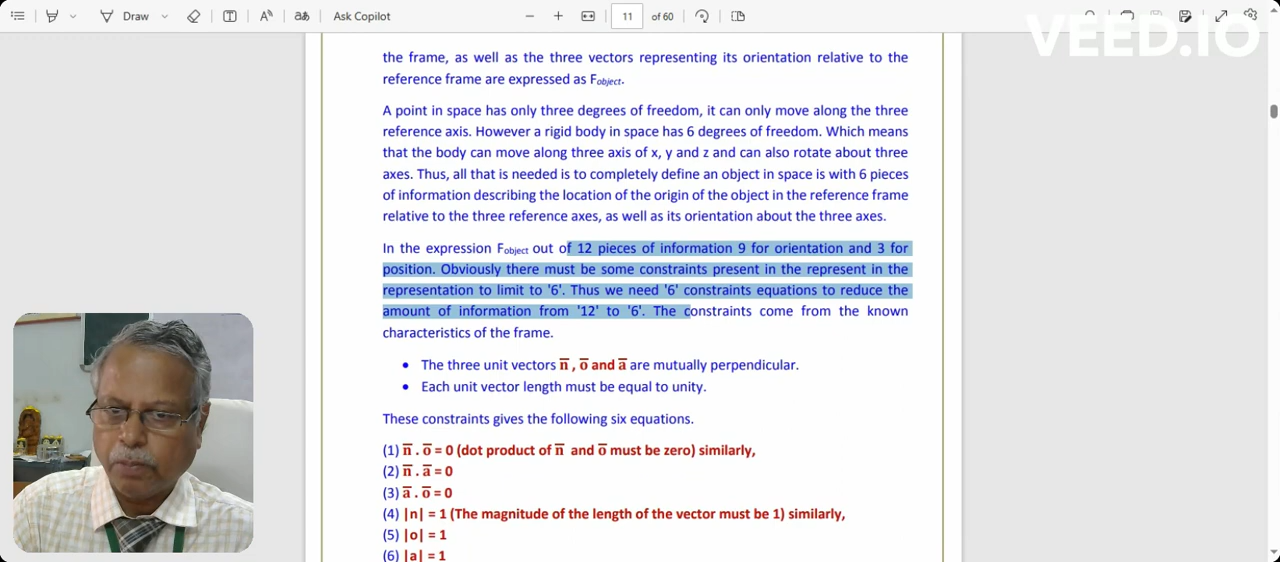 Draw
Ask Copilot
11 of 60
VEED.IO
the frame, as well as the three vectors representing its orientation relative to the
reference frame are expressed as Fobject.
A point in space has only three degrees of freedom, it can only move along the three
reference axis. However a rigid body in space has 6 degrees of freedom. Which means
that the body can move along three axis of x, y and z and can also rotate about three
axes. Thus, all that is needed is to completely define an object in space is with 6 pieces
of information describing the location of the origin of the object in the reference frame
relative to the three reference axes, as well as its orientation about the three axes.
In the expression Fobject out of 12 pieces of information 9 for orientation and 3 for
position. Obviously there must be some constraints present in the represent in the
representation to limit to '6'. Thus we need '6' constraints equations to reduce the
amount of information from '12' to '6'. The constraints come from the known
characteristics of the frame.
• The three unit vectors n̅ , o̅ and a̅ are mutually perpendicular.
• Each unit vector length must be equal to unity.
These constraints gives the following six equations.
(1) n̅ . o̅ = 0 (dot product of n̅ and o̅ must be zero) similarly,
(2) n̅ . a̅ = 0
(3) a̅ . o̅ = 0
(4) |n| = 1 (The magnitude of the length of the vector must be 1) similarly,
(5) |o| = 1
(6) |a| = 1